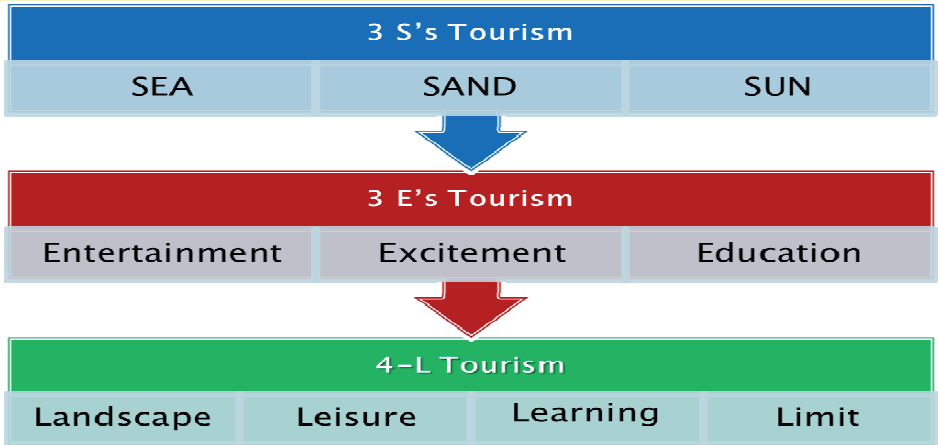 3 S's Tourism
SEA SAND SUN
3 E's Tourism
Entertainment Excitement Education
4-L Tourism
Landscape Leisure Learning Limit